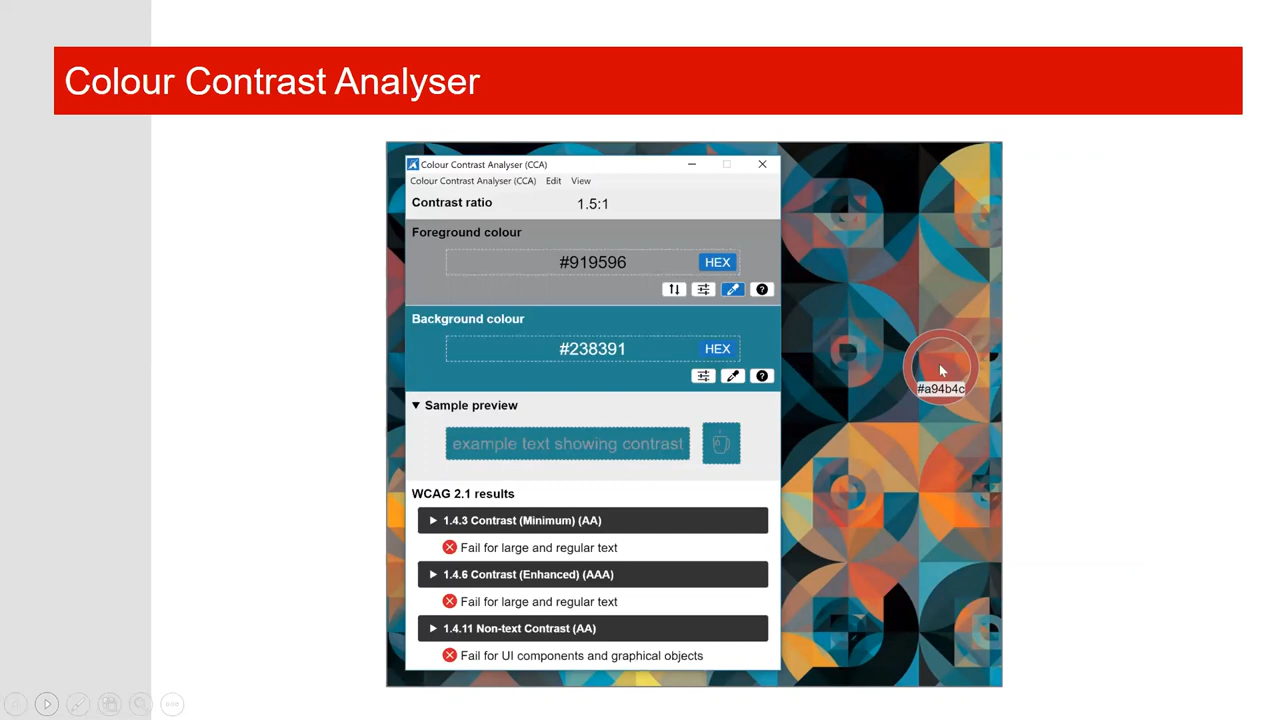 Colour Contrast Analyser
Colour Contrast Analyser (CCA)
Colour Contrast Analyser (CCA) Edit View
Contrast ratio 1.5:1
Foreground colour
#919596 HEX
Background colour
#238391 HEX
#a94b4c
Sample preview
example text showing contrast
WCAG 2.1 results
1.4.3 Contrast (Minimum) (AA)
Fail for large and regular text
1.4.6 Contrast (Enhanced) (AAA)
Fail for large and regular text
1.4.11 Non-text Contrast (AA)
Fail for UI components and graphical objects